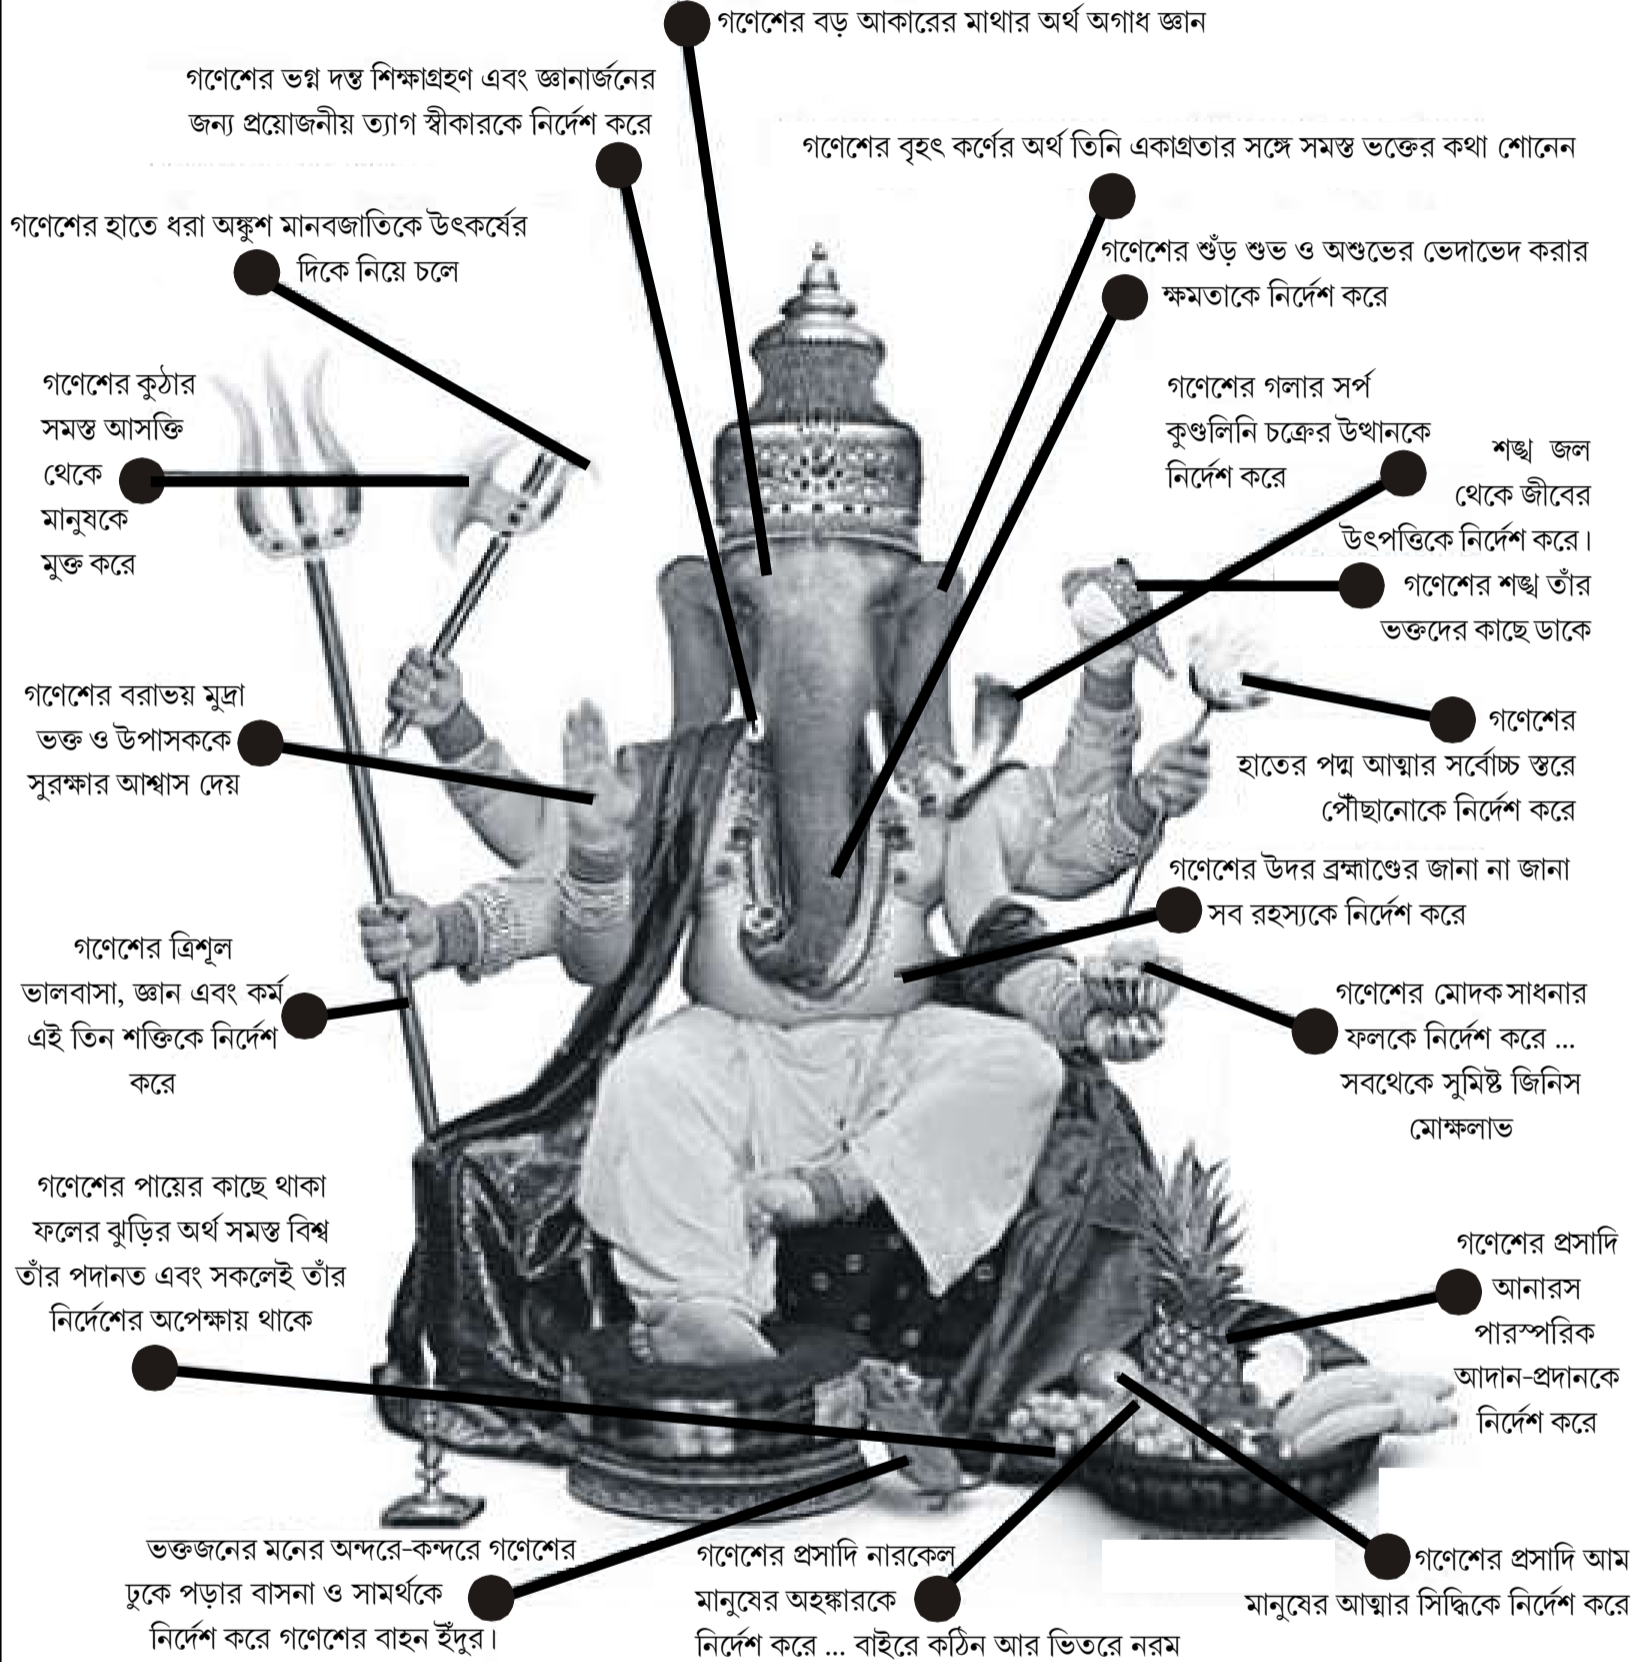 গণেশের বড় আকারের মাথার অর্থ অগাধ জ্ঞান
গণেশের ভগ্ন দন্ত শিক্ষাগ্রহণ এবং জ্ঞানার্জনের
জন্য প্রয়োজনীয় ত্যাগ স্বীকারকে নির্দেশ করে
গণেশের বৃহৎ কর্ণের অর্থ তিনি একাগ্রতার সঙ্গে সমস্ত ভক্তের কথা শোনেন
গণেশের হাতে ধরা অঙ্কুশ মানবজাতিকে উৎকর্ষের
দিকে নিয়ে চলে
গণেশের শুঁড় শুভ ও অশুভের ভেদাভেদ করার
ক্ষমতাকে নির্দেশ করে
গণেশের কুঠার
সমস্ত আসক্তি
থেকে
মানুষকে
মুক্ত করে
গণেশের গলার সর্প
কুণ্ডলিনি চক্রের উত্থানকে
নির্দেশ করে
শঙ্খ জল
থেকে জীবের
উৎপত্তিকে নির্দেশ করে।
গণেশের শঙ্খ তাঁর
ভক্তদের কাছে ডাকে
গণেশের বরাভয় মুদ্রা
ভক্ত ও উপাসককে
সুরক্ষার আশ্বাস দেয়
গণেশের
হাতের পদ্ম আত্মার সর্বোচ্চ স্তরে
পৌঁছানোকে নির্দেশ করে
গণেশের উদর ব্রহ্মাণ্ডের জানা না জানা
সব রহস্যকে নির্দেশ করে
গণেশের ত্রিশূল
ভালবাসা, জ্ঞান এবং কর্ম
এই তিন শক্তিকে নির্দেশ
করে
গণেশের মোদক সাধনার
ফলকে নির্দেশ করে ...
সবথেকে সুমিষ্ট জিনিস
মোক্ষলাভ
গণেশের পায়ের কাছে থাকা
ফলের ঝুড়ির অর্থ সমস্ত বিশ্ব
তাঁর পদানত এবং সকলেই তাঁর
নির্দেশের অপেক্ষায় থাকে
গণেশের প্রসাদি
আনারস
পারস্পরিক
আদান-প্রদানকে
নির্দেশ করে
ভক্তজনের মনের অন্দরে-কন্দরে গণেশের
ঢুকে পড়ার বাসনা ও সামর্থকে
নির্দেশ করে গণেশের বাহন ইঁদুর।
গণেশের প্রসাদি নারকেল
মানুষের অহঙ্কারকে
নির্দেশ করে ... বাইরে কঠিন আর ভিতরে নরম
গণেশের প্রসাদি আম
মানুষের আত্মার সিদ্ধিকে নির্দেশ করে